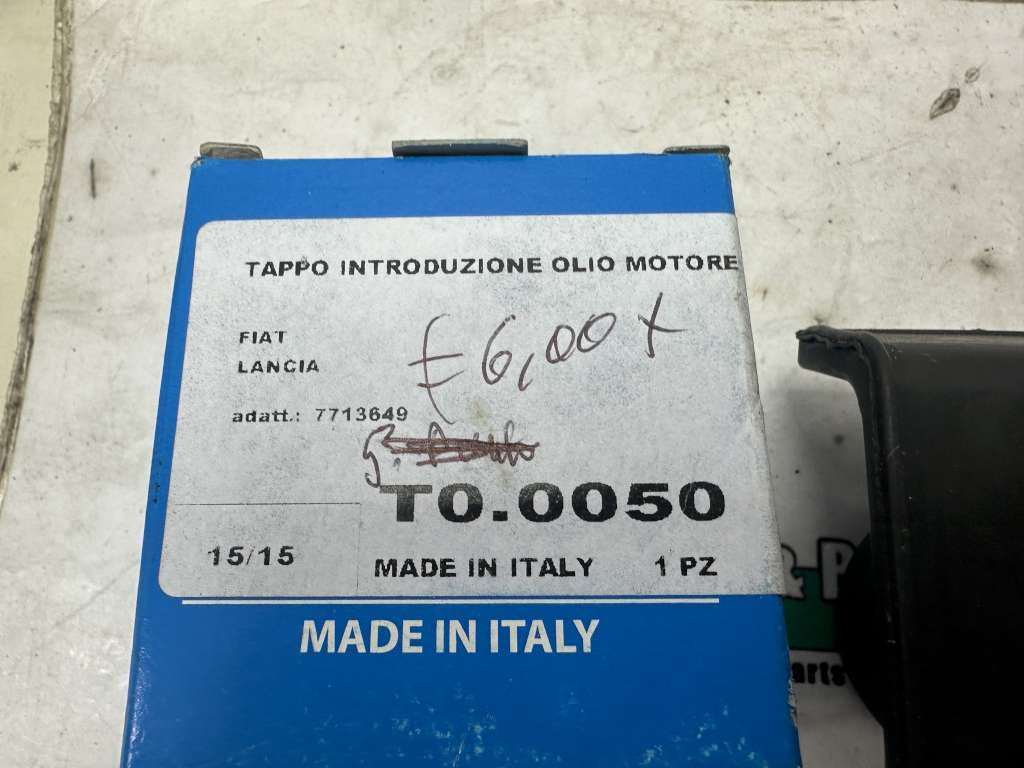 TAPPO INTRODUZIONE OLIO MOTORE
FIAT
LANCIA
€ 6,00 x
adatt.: 7713649
T0.0050
15/15
MADE IN ITALY 1 PZ
MADE IN ITALY
& P
arts